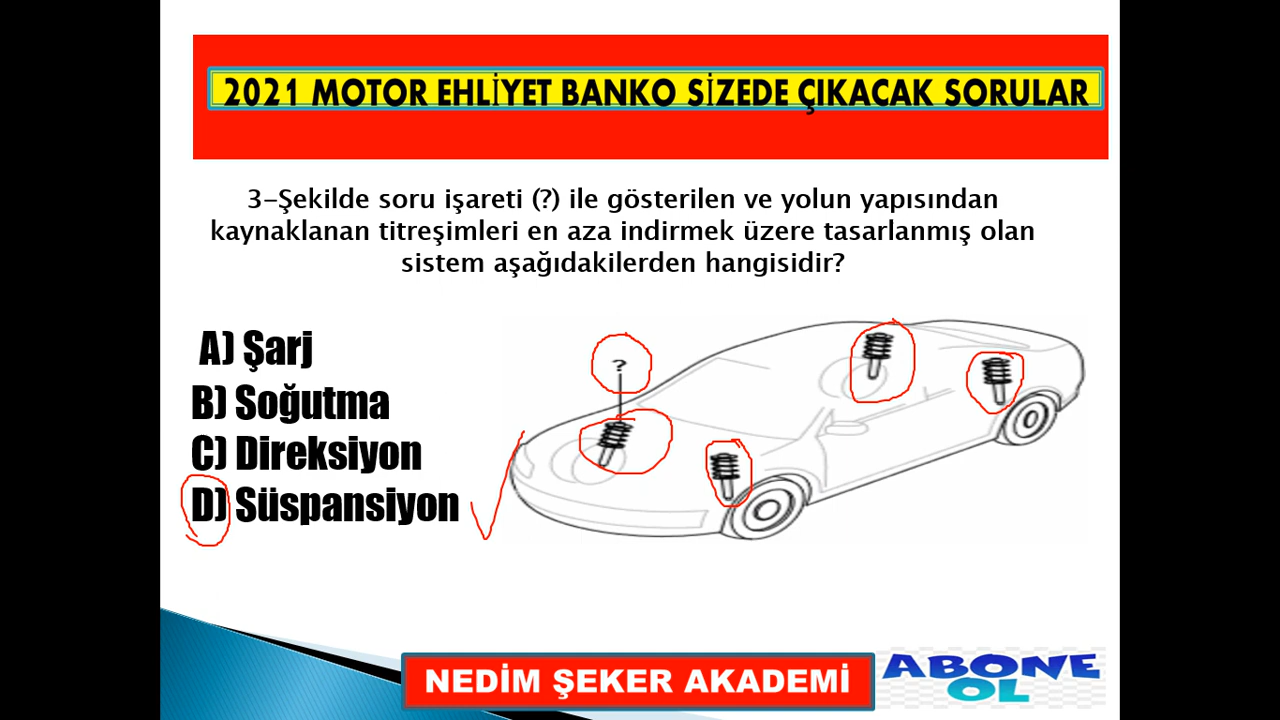 2021 MOTOR EHLİYET BANKO SİZEDE ÇIKACAK SORULAR
3-Şekilde soru işareti (?) ile gösterilen ve yolun yapısından
kaynaklanan titreşimleri en aza indirmek üzere tasarlanmış olan
sistem aşağıdakilerden hangisidir?
?
A) Şarj
B) Soğutma
C) Direksiyon
D) Süspansiyon
NEDİM ŞEKER AKADEMİ
ABONE
OL